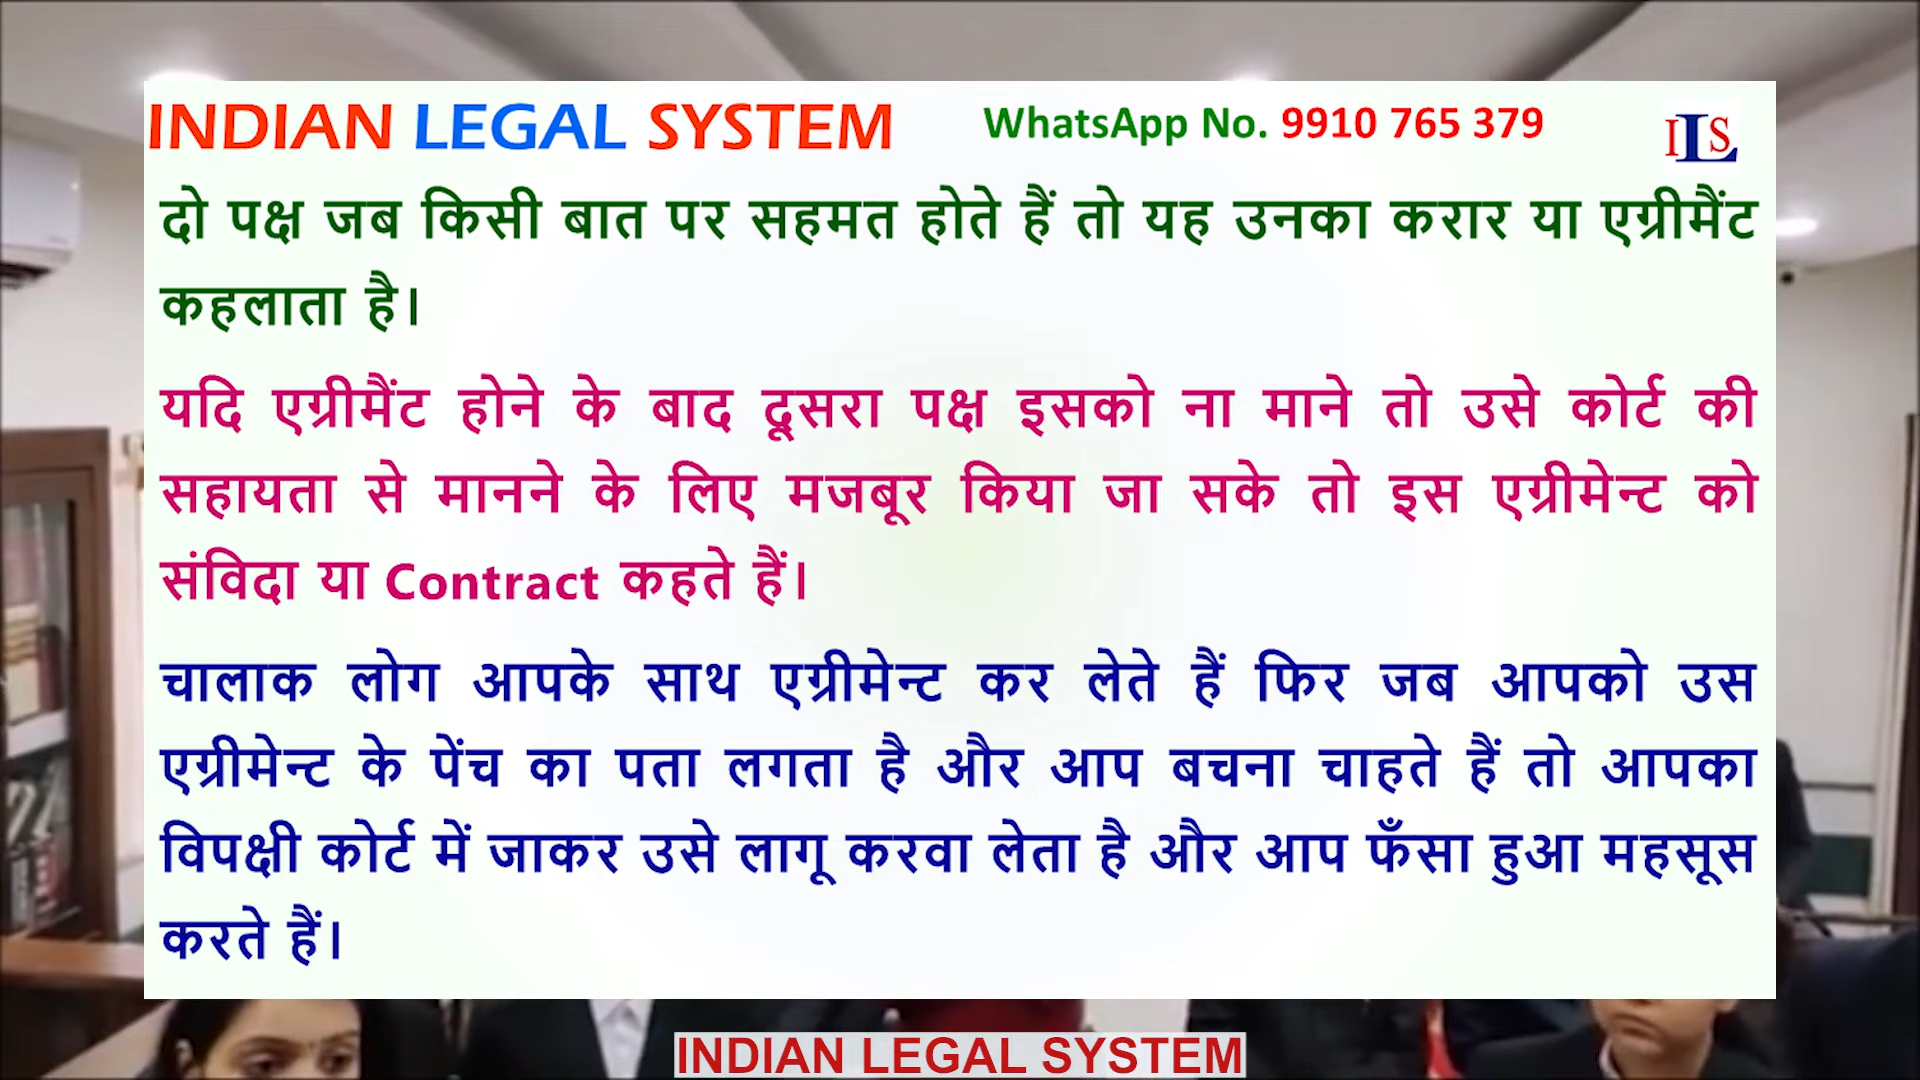 INDIAN LEGAL SYSTEM WhatsApp No. 9910 765 379 ILS
दो पक्ष जब किसी बात पर सहमत होते हैं तो यह उनका करार या एग्रीमैंट
कहलाता है।
यदि एग्रीमैंट होने के बाद दूसरा पक्ष इसको ना माने तो उसे कोर्ट की
सहायता से मानने के लिए मजबूर किया जा सके तो इस एग्रीमेन्ट को
संविदा या Contract कहते हैं।
चालाक लोग आपके साथ एग्रीमेन्ट कर लेते हैं फिर जब आपको उस
एग्रीमेन्ट के पेंच का पता लगता है और आप बचना चाहते हैं तो आपका
विपक्षी कोर्ट में जाकर उसे लागू करवा लेता है और आप फँसा हुआ महसूस
करते हैं।
INDIAN LEGAL SYSTEM